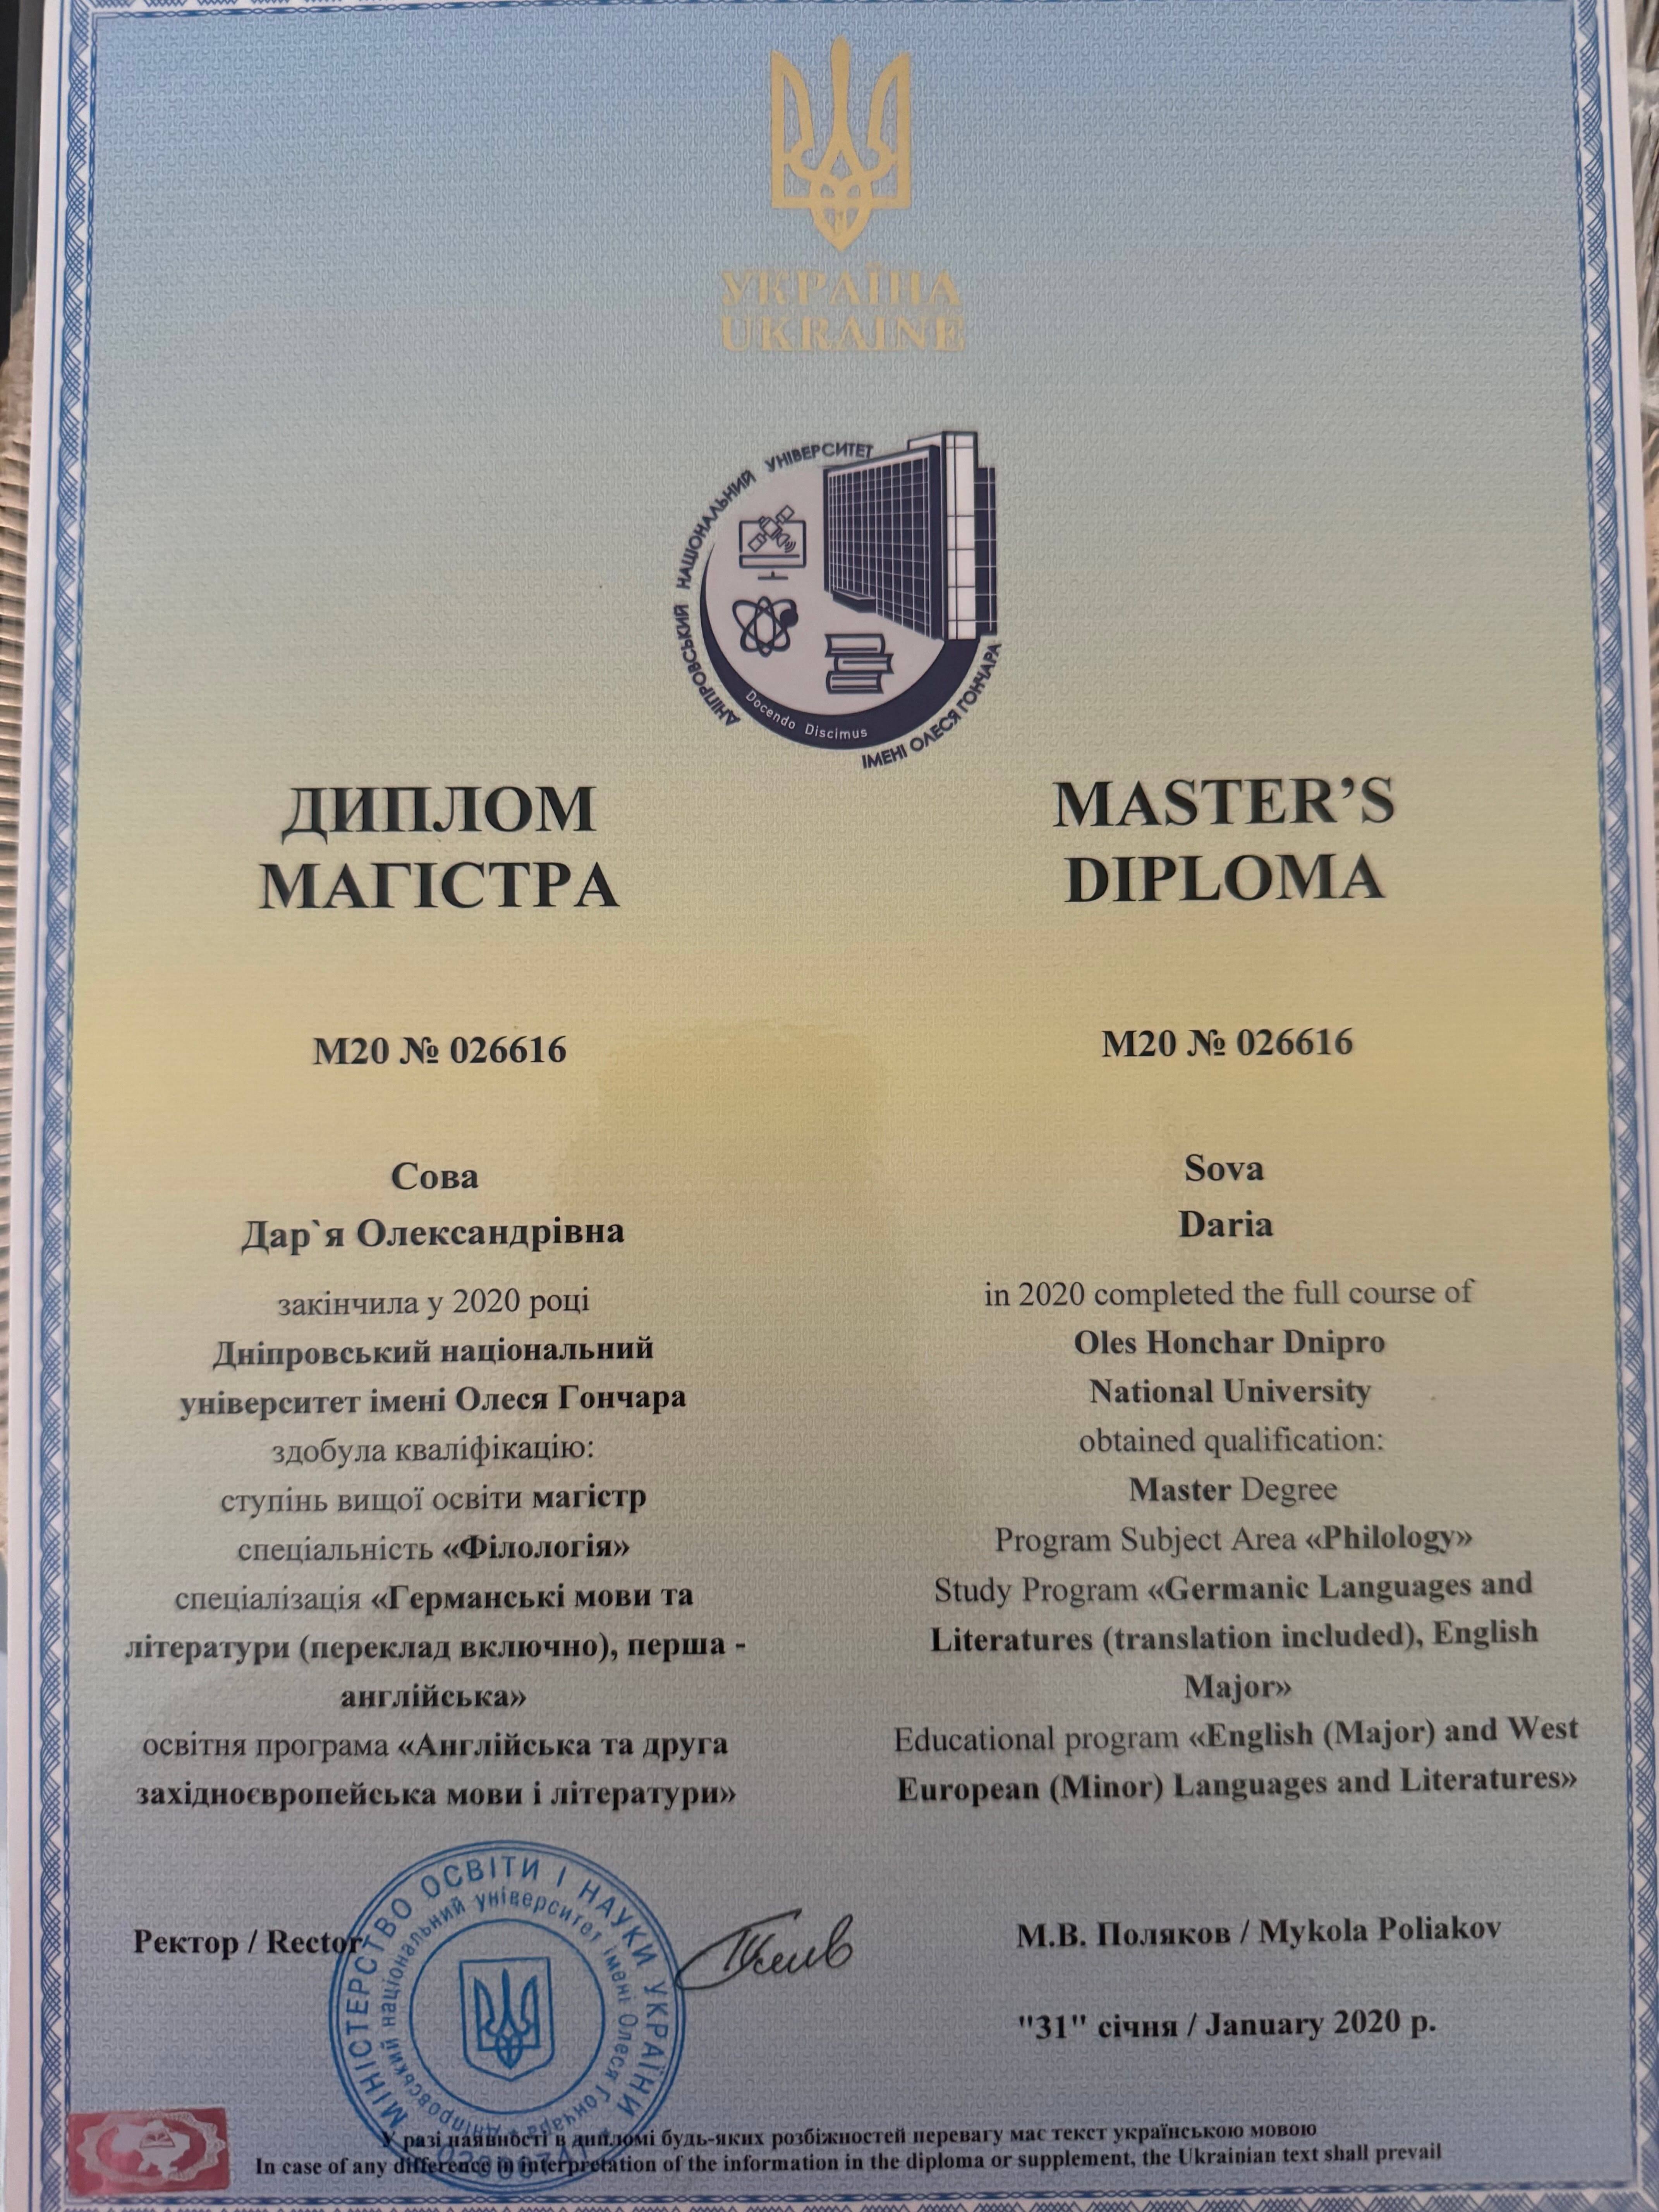 УКРАЇНА
UKRAINE
ДНІПРОВСЬКИЙ НАЦІОНАЛЬНИЙ УНІВЕРСИТЕТ
ІМЕНІ ОЛЕСЯ ГОНЧАРА
Docendo Discimus
ДИПЛОМ
МАГІСТРА
М20 № 026616
Сова
Дар`я Олександрівна
закінчила у 2020 році
Дніпровський національний
університет імені Олеся Гончара
здобула кваліфікацію:
ступінь вищої освіти магістр
спеціальність «Філологія»
спеціалізація «Германські мови та
літератури (переклад включно), перша -
англійська»
освітня програма «Англійська та друга
західноєвропейська мови і літератури»
MASTER’S
DIPLOMA
М20 № 026616
Sova
Daria
in 2020 completed the full course of
Oles Honchar Dnipro
National University
obtained qualification:
Master Degree
Program Subject Area «Philology»
Study Program «Germanic Languages and
Literatures (translation included), English
Major»
Educational program «English (Major) and West
European (Minor) Languages and Literatures»
Ректор / Rector
М.В. Поляков / Mykola Poliakov
"31" січня / January 2020 р.
МІНІСТЕРСТВО ОСВІТИ І НАУКИ УКРАЇНИ
Дніпровський національний університет імені Олеся Гончара
У разі наявності в дипломі будь-яких розбіжностей перевагу має текст українською мовою
In case of any difference in interpretation of the information in the diploma or supplement, the Ukrainian text shall prevail